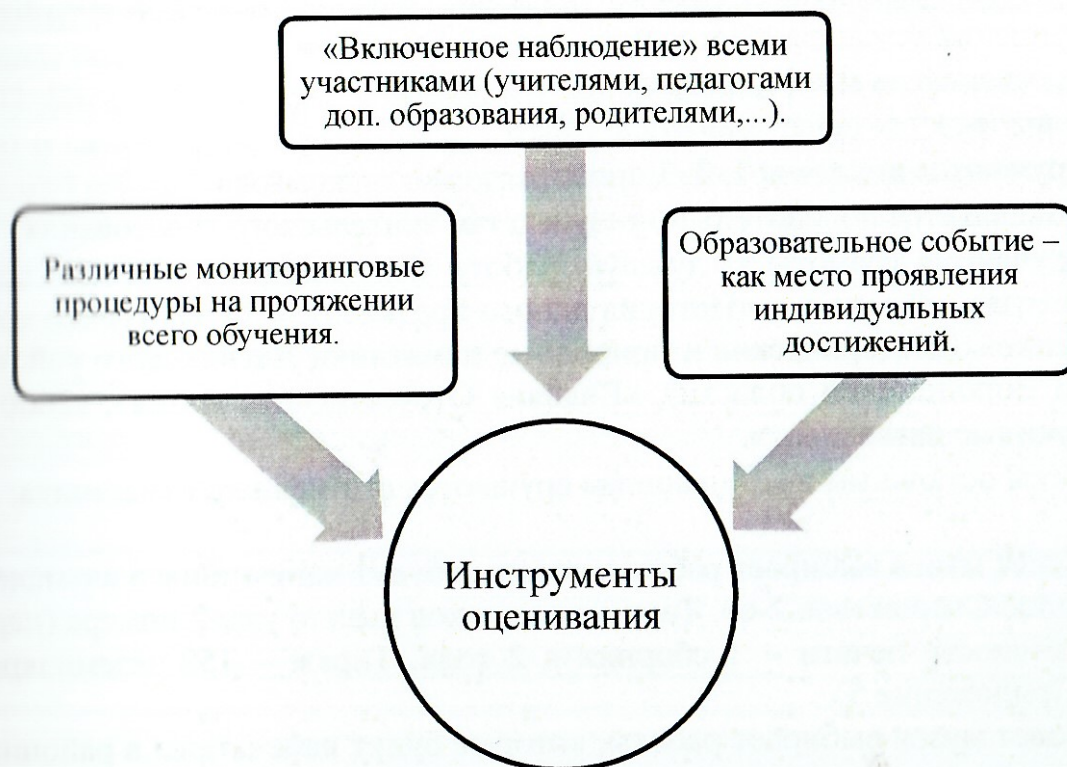 «Включенное наблюдение» всеми
участниками (учителями, педагогами
доп. образования, родителями,...).
Различные мониторинговые
процедуры на протяжении
всего обучения.
Образовательное событие –
как место проявления
индивидуальных
достижений.
Инструменты
оценивания